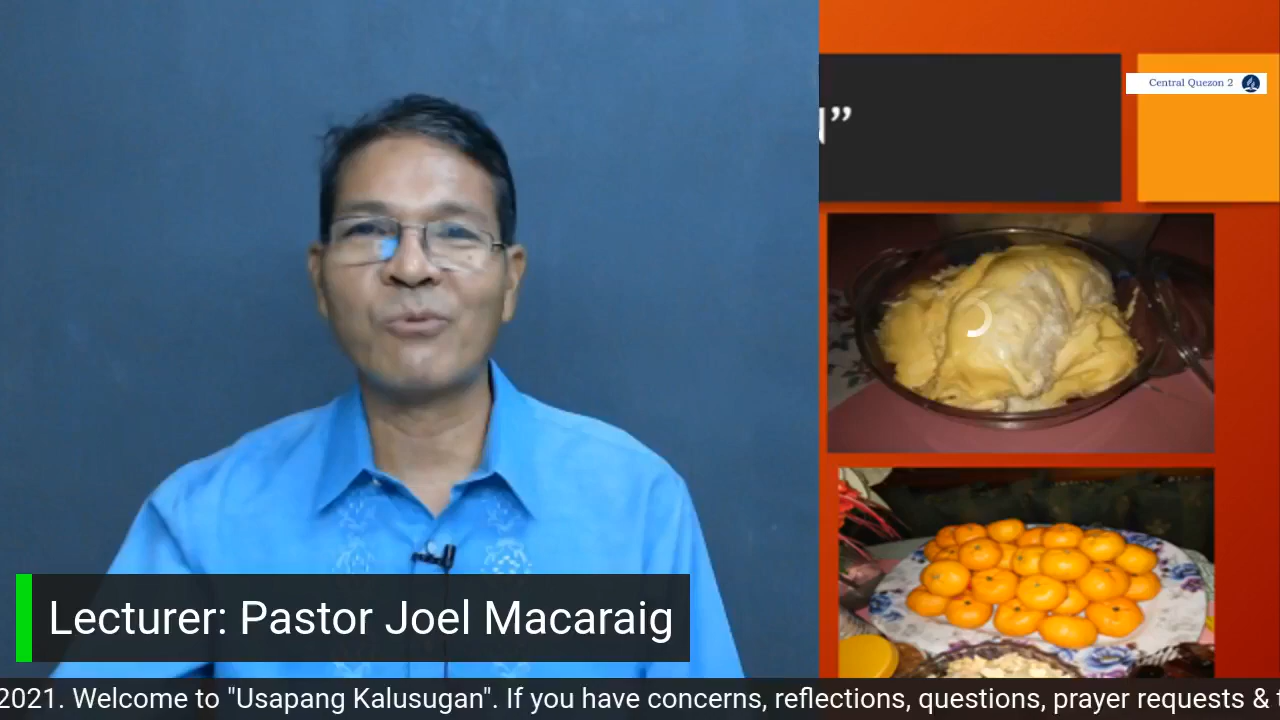 ”
Central Quezon 2
Lecturer: Pastor Joel Macaraig
2021. Welcome to "Usapang Kalusugan". If you have concerns, reflections, questions, prayer requests &